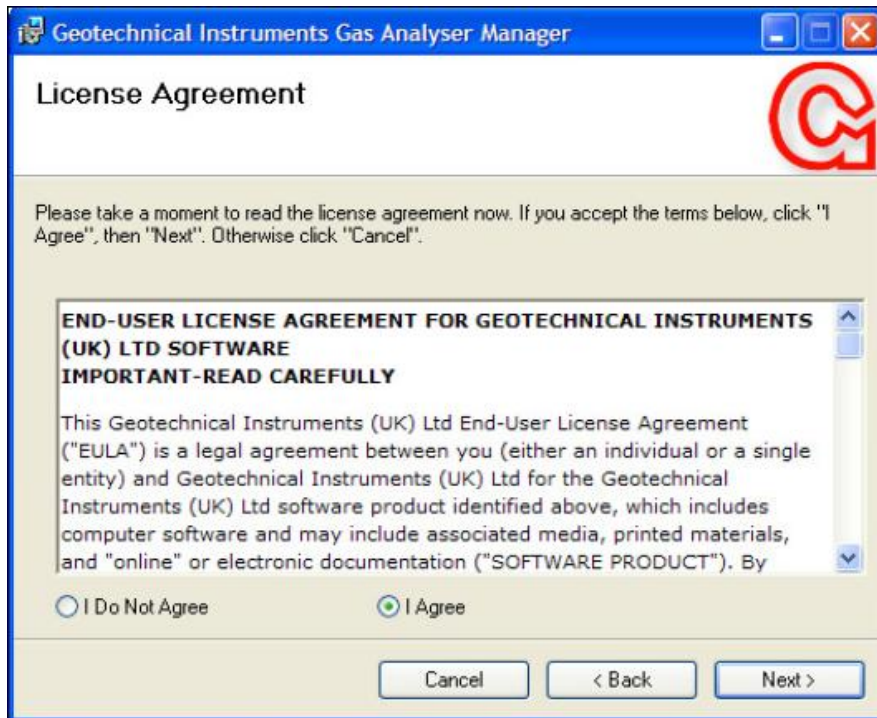 Geotechnical Instruments Gas Analyser Manager
License Agreement
Please take a moment to read the license agreement now. If you accept the terms below, click "I
Agree", then "Next". Otherwise click "Cancel".
END-USER LICENSE AGREEMENT FOR GEOTECHNICAL INSTRUMENTS
(UK) LTD SOFTWARE
IMPORTANT-READ CAREFULLY
This Geotechnical Instruments (UK) Ltd End-User License Agreement
("EULA") is a legal agreement between you (either an individual or a single
entity) and Geotechnical Instruments (UK) Ltd for the Geotechnical
Instruments (UK) Ltd software product identified above, which includes
computer software and may include associated media, printed materials,
and "online" or electronic documentation ("SOFTWARE PRODUCT"). By
I Do Not Agree I Agree
Cancel < Back Next >